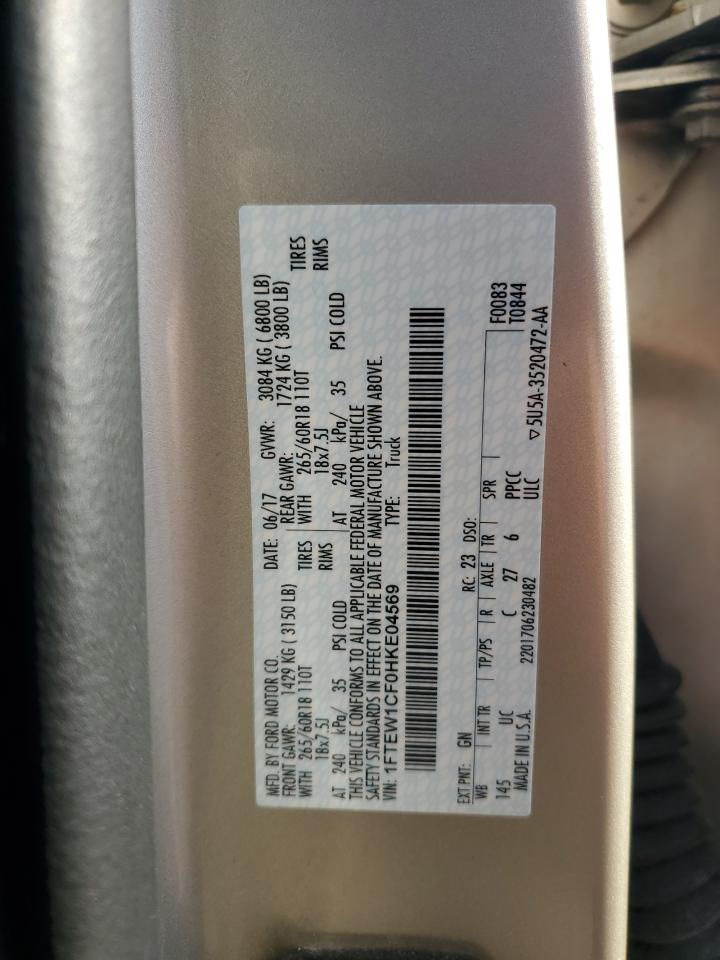 MFD. BY FORD MOTOR CO. DATE: 06/17 GVWR: 3084 KG ( 6800 LB)
FRONT GAWR: 1429 KG ( 3150 LB) REAR GAWR: 1724 KG ( 3800 LB)
WITH 265/60R18 110T TIRES WITH 265/60R18 110T TIRES
18x7.5J RIMS 18x7.5J RIMS
AT 240 kPa/ 35 PSI COLD AT 240 kPa/ 35 PSI COLD
THIS VEHICLE CONFORMS TO ALL APPLICABLE FEDERAL MOTOR VEHICLE
SAFETY STANDARDS IN EFFECT ON THE DATE OF MANUFACTURE SHOWN ABOVE.
VIN: 1FTEW1CF0HKE04569 TYPE: Truck
EXT PNT: GN RC: 23 DSO:
WB INT TR TP/PS R AXLE TR SPR F0083
145 UC C 27 6 PPCC T0844
ULC
MADE IN U.S.A. 2201706230482 ▽5U5A-3520472-AA